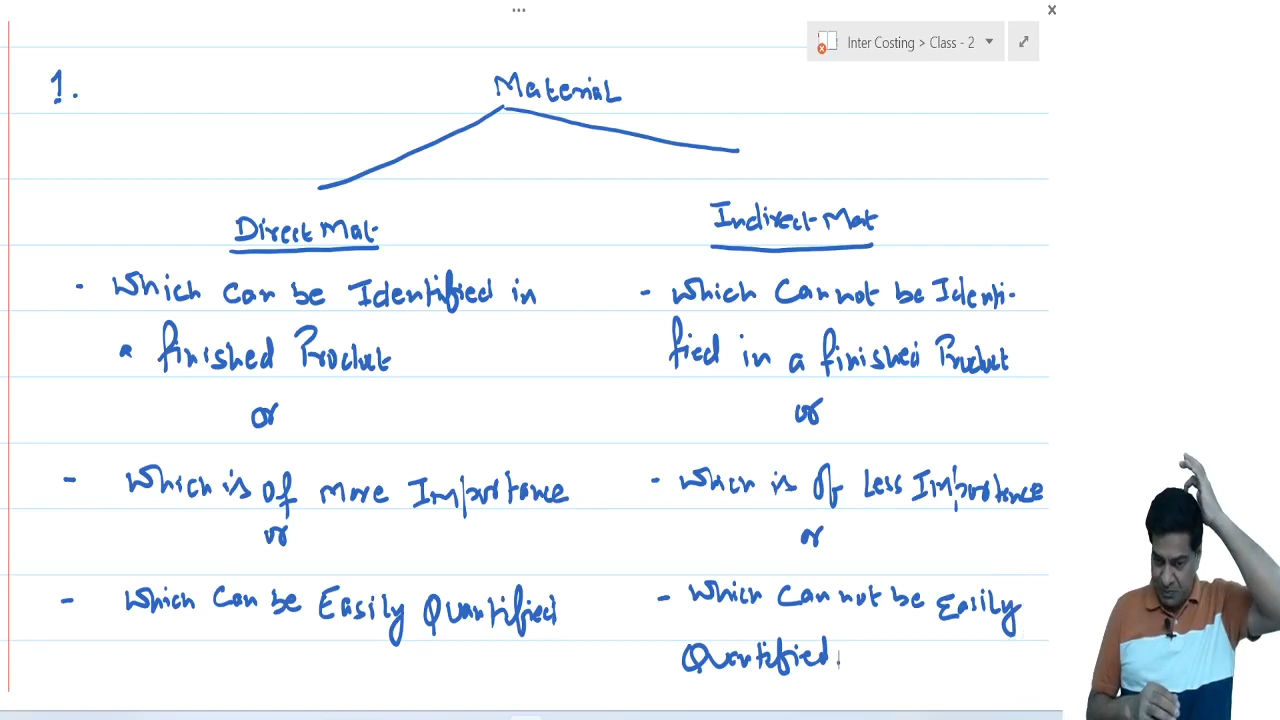 Inter Costing > Class - 2
1.
Material
Direct Mat
- Which can be Identified in
a finished Product
or
- Which is of More Importance
or
- Which can be Easily Quantified
Indirect Mat
- Which Cannot be Identi-
fied in a finished Product
or
- Which is of Less Importance
or
- Which Cannot be Easily
Quantified.